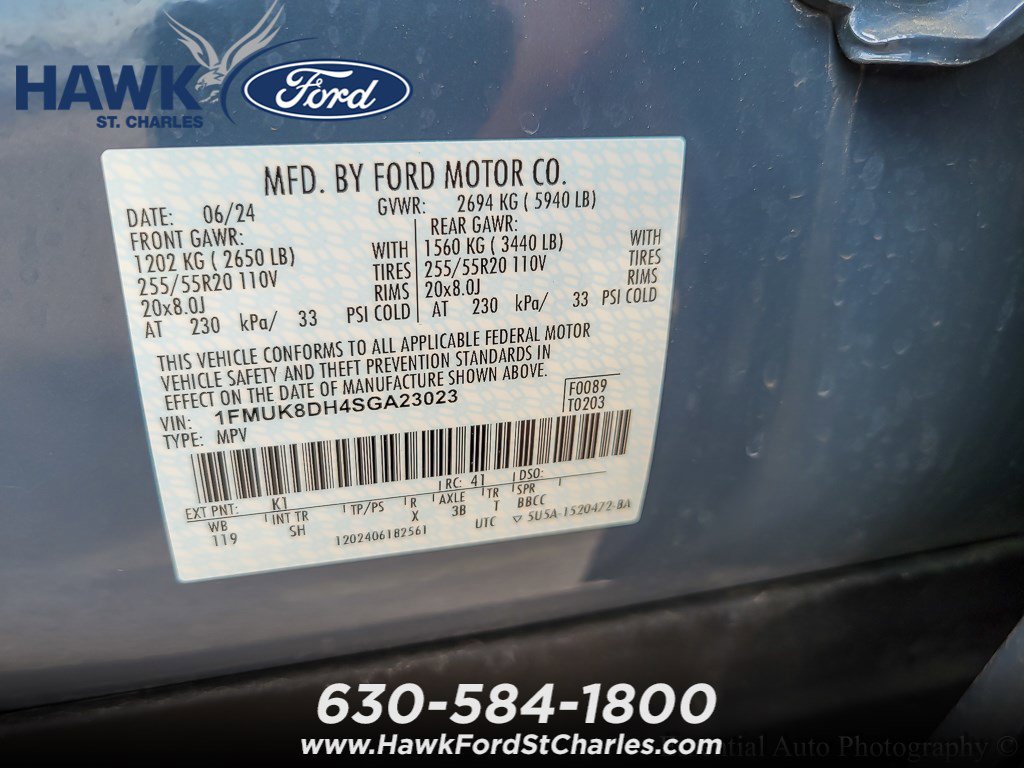 HAWK
ST. CHARLES
Ford
MFD. BY FORD MOTOR CO.
DATE: 06/24 GVWR: 2694 KG ( 5940 LB)
FRONT GAWR: REAR GAWR:
1202 KG ( 2650 LB) WITH 1560 KG ( 3440 LB) WITH
255/55R20 110V TIRES 255/55R20 110V TIRES
20x8.0J RIMS 20x8.0J RIMS
AT 230 kPa/ 33 PSI COLD AT 230 kPa/ 33 PSI COLD
THIS VEHICLE CONFORMS TO ALL APPLICABLE FEDERAL MOTOR
VEHICLE SAFETY AND THEFT PREVENTION STANDARDS IN
EFFECT ON THE DATE OF MANUFACTURE SHOWN ABOVE.
VIN: 1FMUK8DH4SGA23023 F0089
TYPE: MPV T0203
EXT PNT: K1 RC: 41 DSO:
WB INT TR TP/PS R AXLE TR SPR
119 SH X 3B T BBCC
1202406182561 UTC 5U5A-1520472-BA
630-584-1800
www.HawkFordStCharles.com
Auto Photography ©